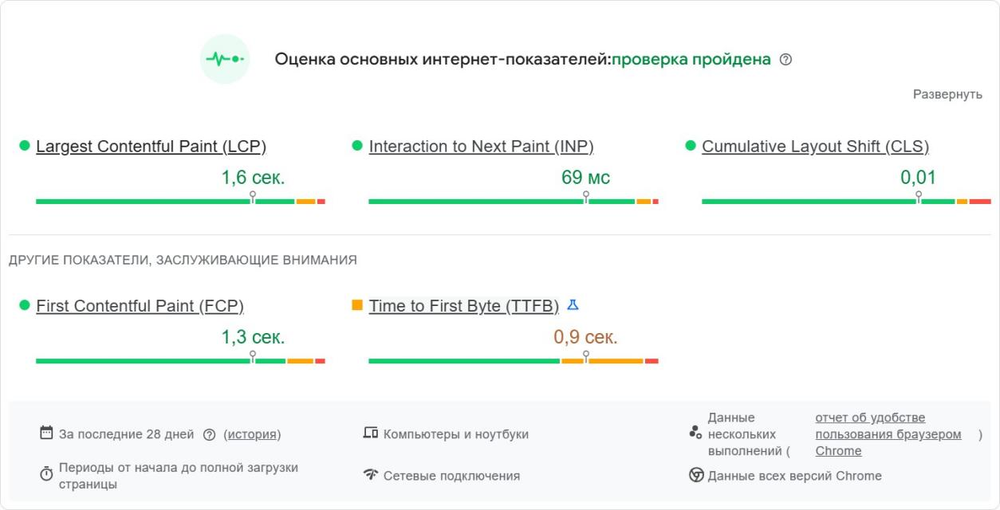 Оценка основных интернет-показателей:проверка пройдена
Развернуть
Largest Contentful Paint (LCP)
1,6 сек.
Interaction to Next Paint (INP)
69 мс
Cumulative Layout Shift (CLS)
0,01
ДРУГИЕ ПОКАЗАТЕЛИ, ЗАСЛУЖИВАЮЩИЕ ВНИМАНИЯ
First Contentful Paint (FCP)
1,3 сек.
Time to First Byte (TTFB)
0,9 сек.
За последние 28 дней (история)
Компьютеры и ноутбуки
Данные
нескольких
выполнений (
отчет об удобстве
пользования браузером
Chrome
)
Периоды от начала до полной загрузки
страницы
Сетевые подключения
Данные всех версий Chrome